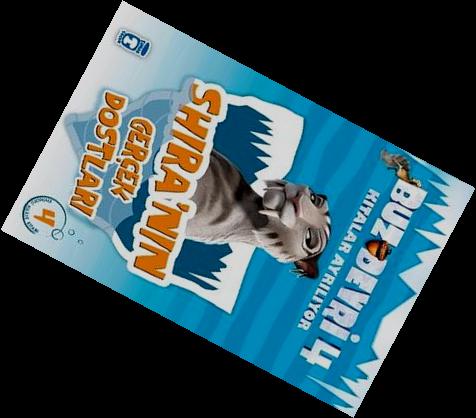 BUZ DEVRİ 4
KITALAR AYRILIYOR
SHIRA'NIN
GERÇEK
DOSTLARI
4